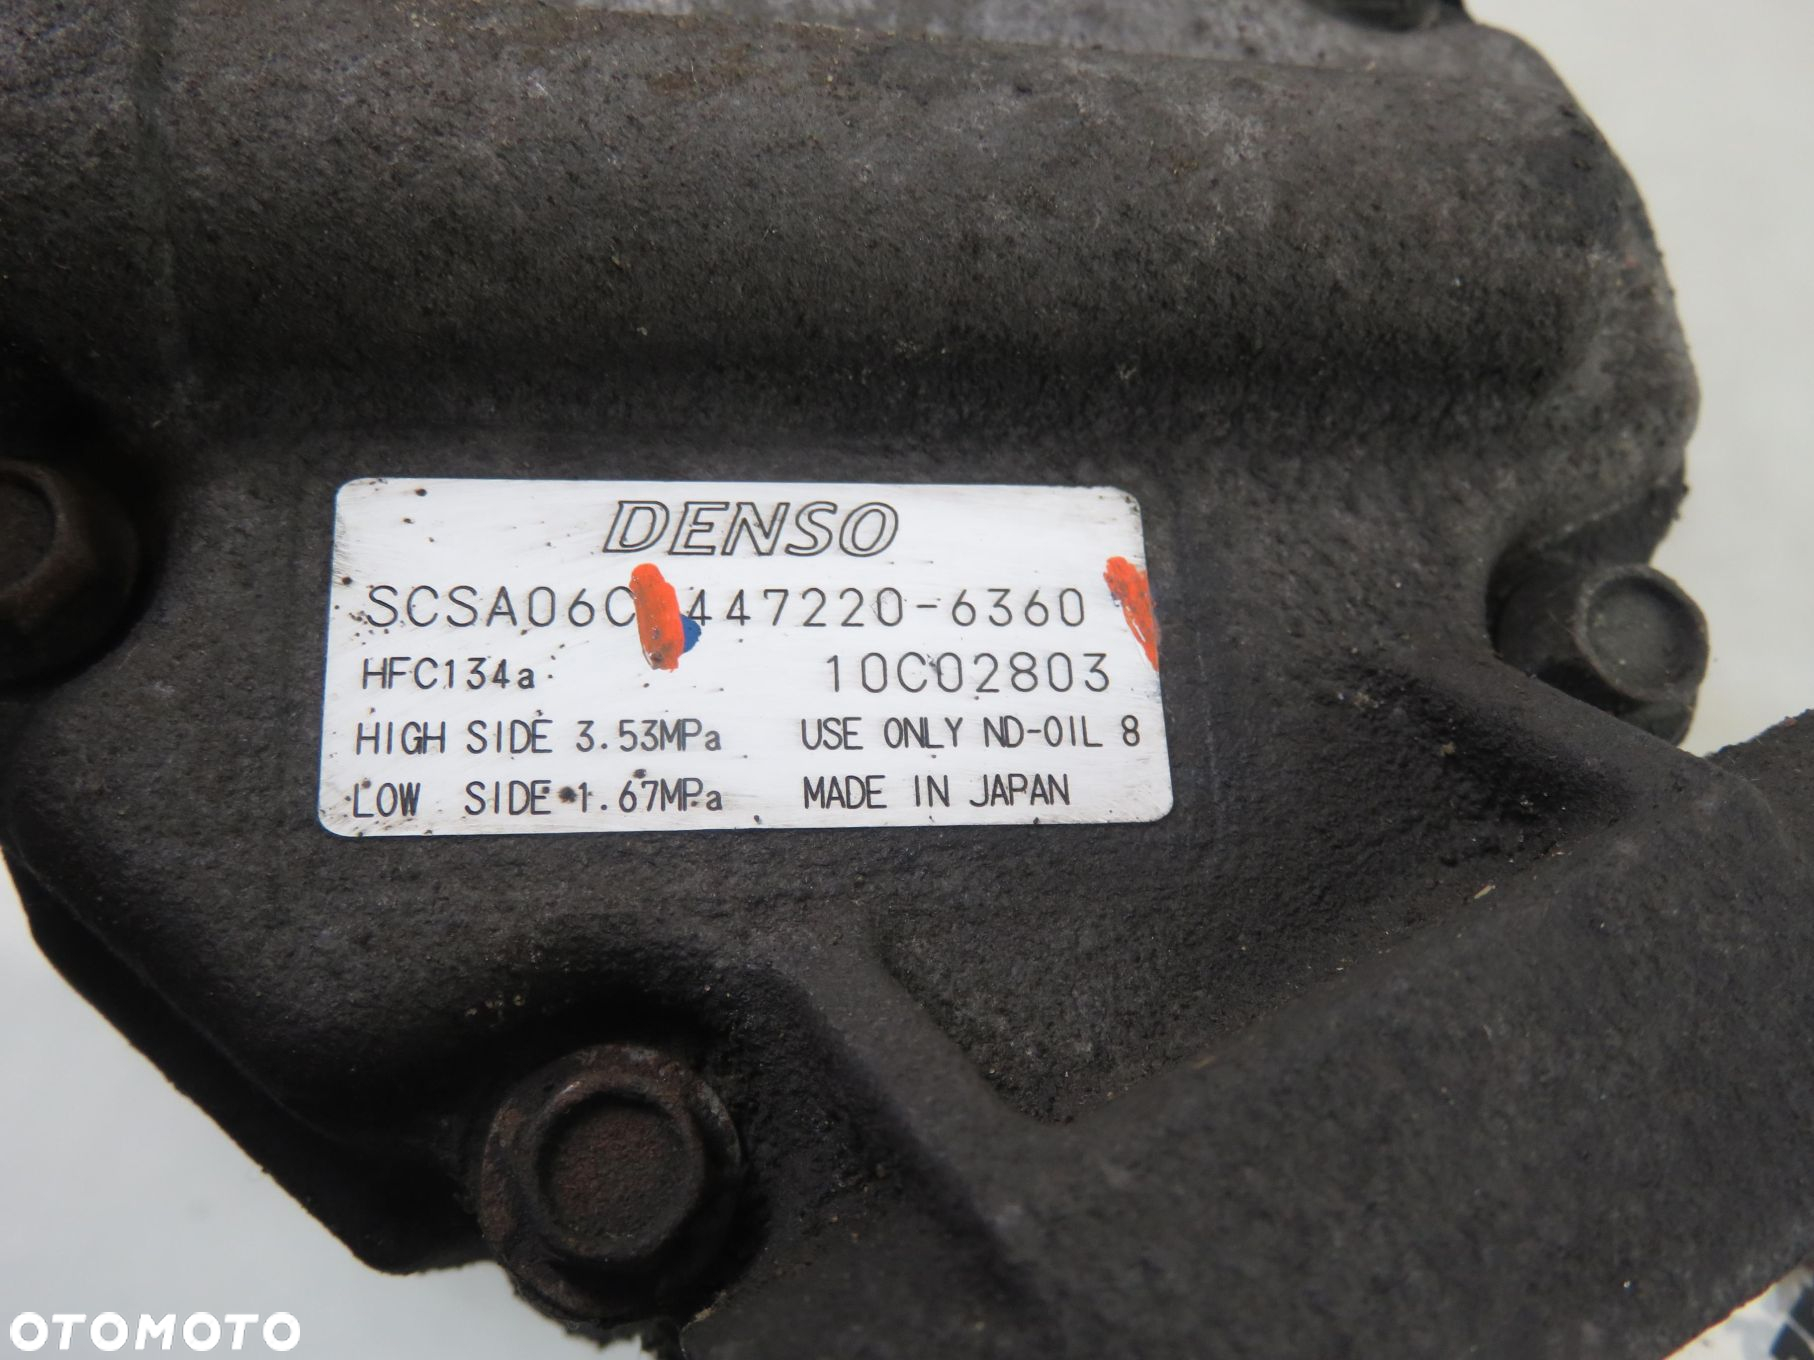 DENSO
SCSA06C 447220-6360
HFC134a 10C02803
HIGH SIDE 3.53MPa USE ONLY ND-OIL 8
LOW SIDE 1.67MPa MADE IN JAPAN
OTOMOTO